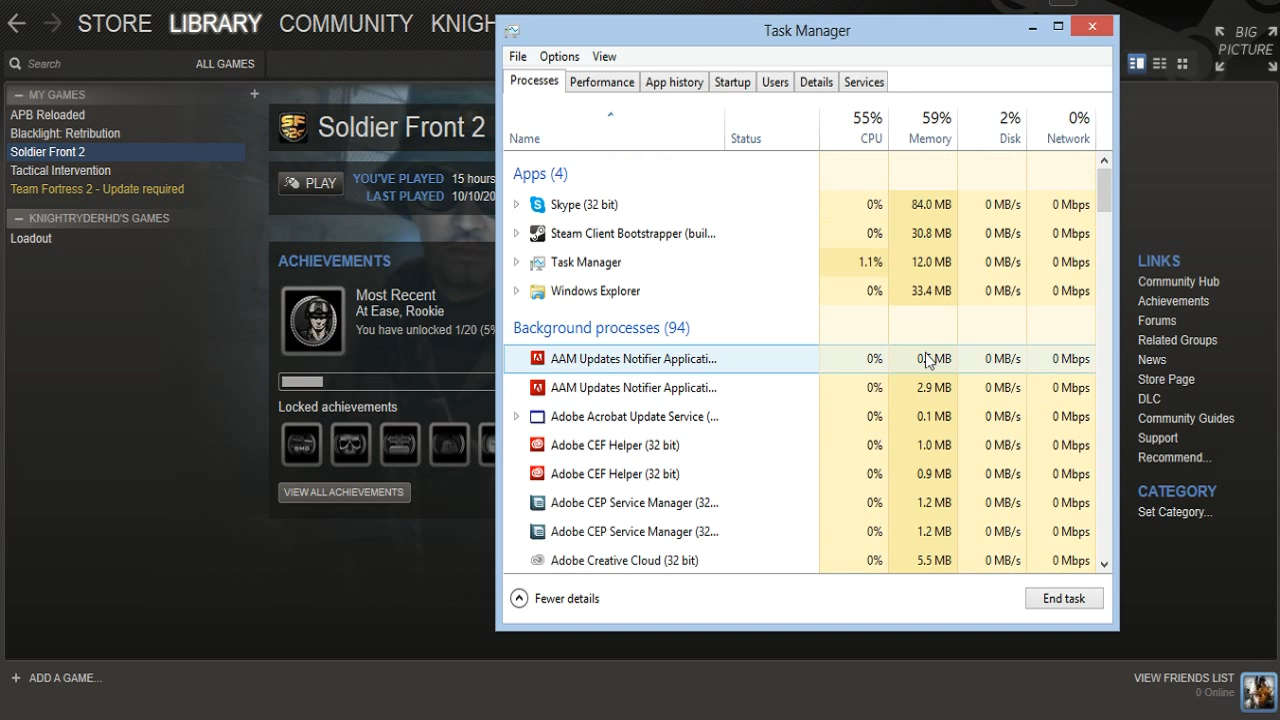 STORE LIBRARY COMMUNITY KNIGH
Search ALL GAMES
BIG PICTURE
MY GAMES
APB Reloaded
Blacklight: Retribution
Soldier Front 2
Tactical Intervention
Team Fortress 2 - Update required
KNIGHTRYDERHD'S GAMES
Loadout
Soldier Front 2
PLAY
YOU'VE PLAYED 15 hours
LAST PLAYED 10/10/20
ACHIEVEMENTS
Most Recent
At Ease, Rookie
You have unlocked 1/20 (5%
Locked achievements
VIEW ALL ACHIEVEMENTS
Task Manager
File Options View
Processes Performance App history Startup Users Details Services
55% 59% 2% 0%
Name Status CPU Memory Disk Network
Apps (4)
Skype (32 bit) 0% 84.0 MB 0 MB/s 0 Mbps
Steam Client Bootstrapper (buil... 0% 30.8 MB 0 MB/s 0 Mbps
Task Manager 1.1% 12.0 MB 0 MB/s 0 Mbps
Windows Explorer 0% 33.4 MB 0 MB/s 0 Mbps
Background processes (94)
AAM Updates Notifier Applicati... 0% MB 0 MB/s 0 Mbps
AAM Updates Notifier Applicati... 0% 2.9 MB 0 MB/s 0 Mbps
Adobe Acrobat Update Service (... 0% 0.1 MB 0 MB/s 0 Mbps
Adobe CEF Helper (32 bit) 0% 1.0 MB 0 MB/s 0 Mbps
Adobe CEF Helper (32 bit) 0% 0.9 MB 0 MB/s 0 Mbps
Adobe CEP Service Manager (32... 0% 1.2 MB 0 MB/s 0 Mbps
Adobe CEP Service Manager (32... 0% 1.2 MB 0 MB/s 0 Mbps
Adobe Creative Cloud (32 bit) 0% 5.5 MB 0 MB/s 0 Mbps
Fewer details
End task
LINKS
Community Hub
Achievements
Forums
Related Groups
News
Store Page
DLC
Community Guides
Support
Recommend...
CATEGORY
Set Category...
+ ADD A GAME...
VIEW FRIENDS LIST
0 Online